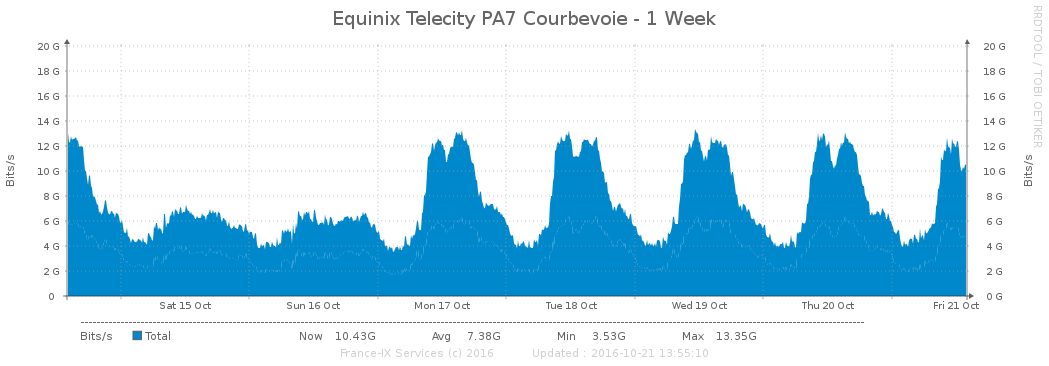 Equinix Telecity PA7 Courbevoie - 1 Week
RRDTOOL / TOBI OETIKER
Bits/s
Bits/s
20 G 20 G
18 G 18 G
16 G 16 G
14 G 14 G
12 G 12 G
10 G 10 G
8 G 8 G
6 G 6 G
4 G 4 G
2 G 2 G
0 0 G
Sat 15 Oct Sun 16 Oct Mon 17 Oct Tue 18 Oct Wed 19 Oct Thu 20 Oct Fri 21 Oct
Bits/s Total Now 10.43G Avg 7.38G Min 3.53G Max 13.35G
France-IX Services (c) 2016 Updated : 2016-10-21 13:55:10